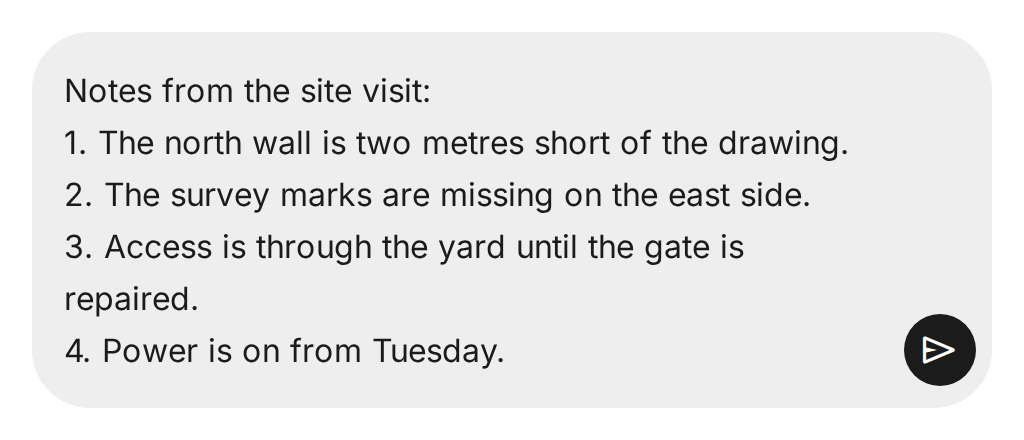 Notes from the site visit:
1. The north wall is two metres short of the drawing.
2. The survey marks are missing on the east side.
3. Access is through the yard until the gate is
repaired.
4. Power is on from Tuesday.